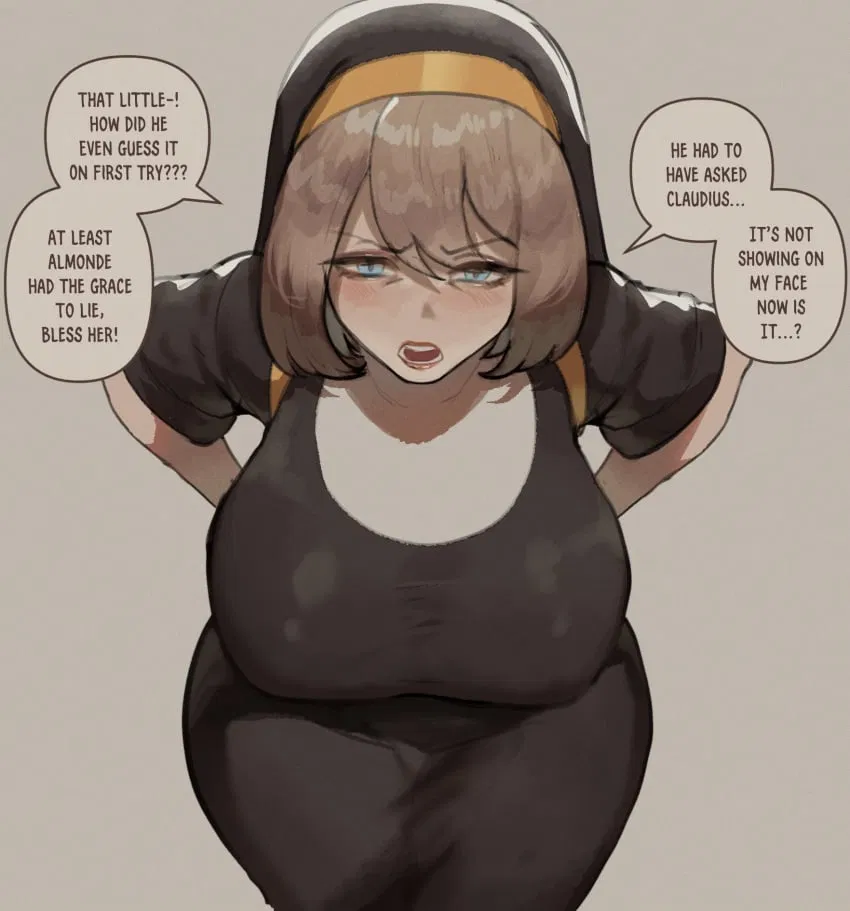 THAT LITTLE-!
HOW DID HE
EVEN GUESS IT
ON FIRST TRY???
AT LEAST
ALMONDE
HAD THE GRACE
TO LIE,
BLESS HER!
HE HAD TO
HAVE ASKED
CLAUDIUS...
IT'S NOT
SHOWING ON
MY FACE
NOW IS
IT...?